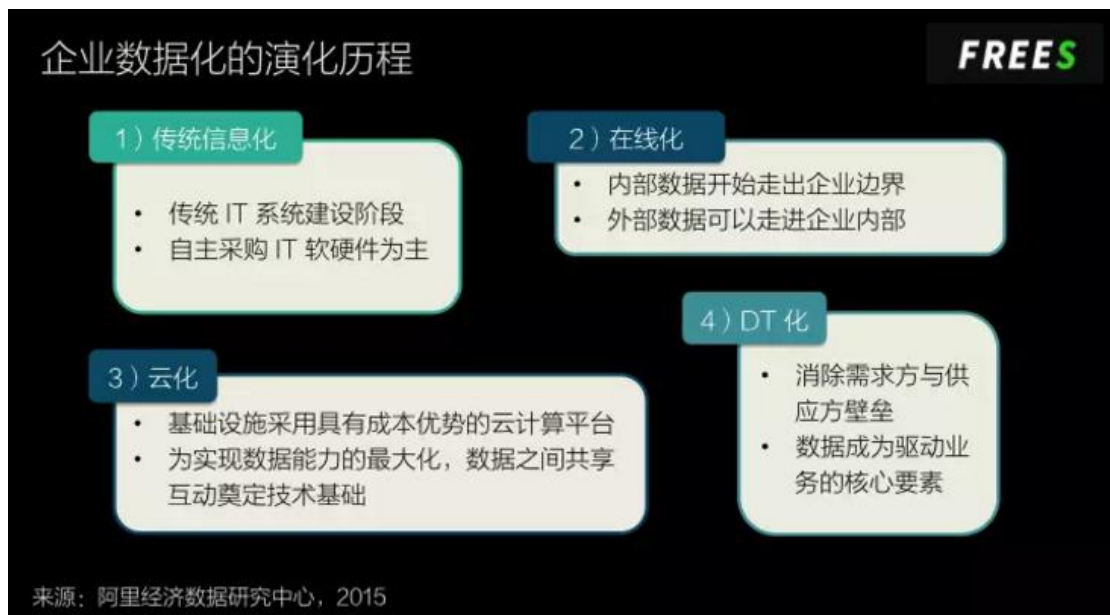 企业数据化的演化历程
FREES
1）传统信息化
• 传统 IT 系统建设阶段
• 自主采购 IT 软硬件为主
2）在线化
• 内部数据开始走出企业边界
• 外部数据可以走进企业内部
3）云化
• 基础设施采用具有成本优势的云计算平台
• 为实现数据能力的最大化，数据之间共享
互动奠定技术基础
4）DT 化
• 消除需求方与供
应方壁垒
• 数据成为驱动业
务的核心要素
来源：阿里经济数据研究中心，2015